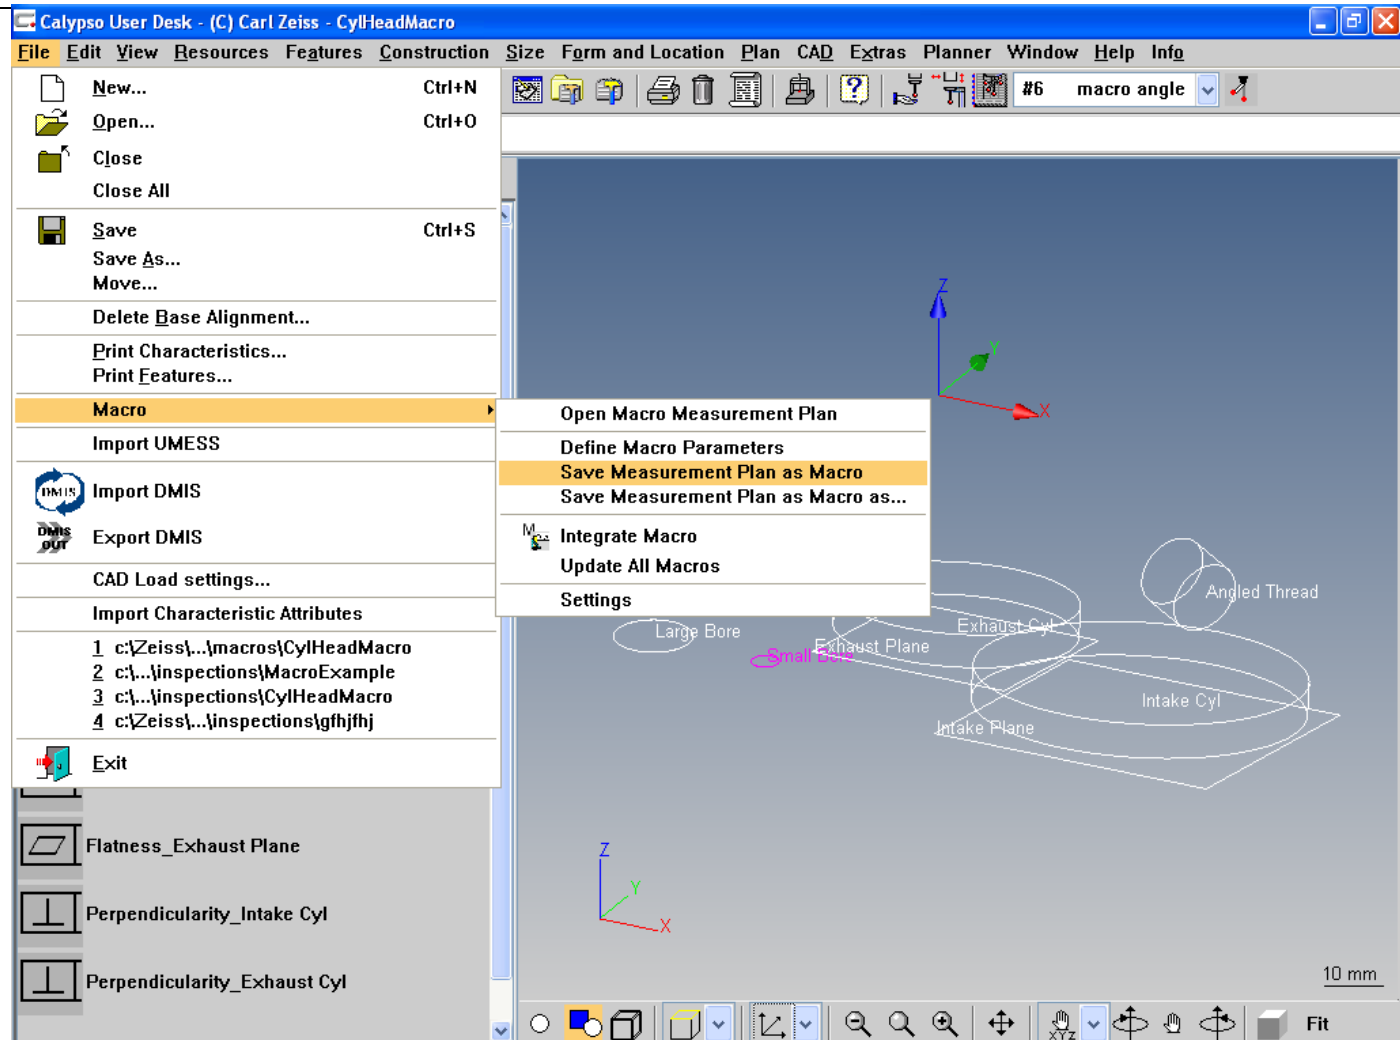 Calypso User Desk - (C) Carl Zeiss - CylHeadMacro
File Edit View Resources Features Construction Size Form and Location Plan CAD Extras Planner Window Help Info
#6 macro angle
New... Ctrl+N
Open... Ctrl+O
Close
Close All
Save Ctrl+S
Save As...
Move...
Delete Base Alignment...
Print Characteristics...
Print Features...
Macro
Import UMESS
DMIS Import DMIS
DMIS OUT Export DMIS
CAD Load settings...
Import Characteristic Attributes
1 c:\Zeiss\...\macros\CylHeadMacro
2 c:\...\inspections\MacroExample
3 c:\...\inspections\CylHeadMacro
4 c:\Zeiss\...\inspections\gfhjfhj
Exit
Open Macro Measurement Plan
Define Macro Parameters
Save Measurement Plan as Macro
Save Measurement Plan as Macro as...
M Integrate Macro
Update All Macros
Settings
Flatness_Exhaust Plane
Perpendicularity_Intake Cyl
Perpendicularity_Exhaust Cyl
Z
Y
X
Angled Thread
Large Bore
Exhaust Cyl
Small Bore
Exhaust Plane
Intake Cyl
Intake Plane
Z
Y
X
10 mm
XYZ
Fit